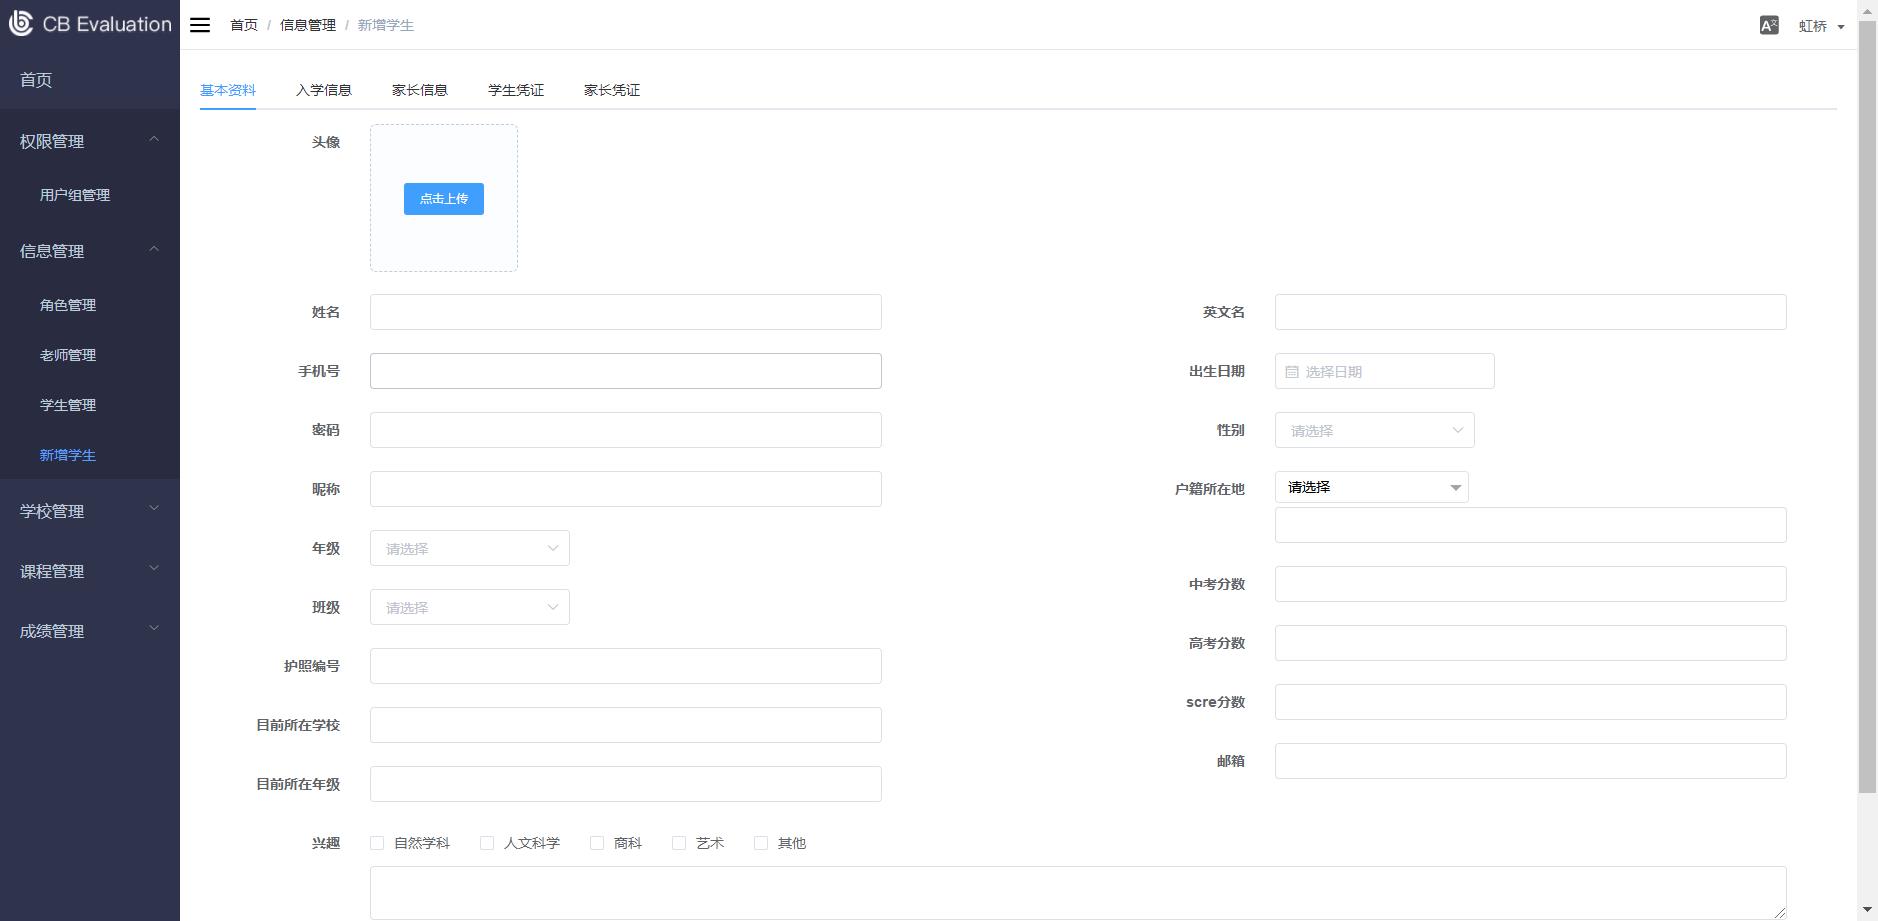 CB Evaluation
首页 / 信息管理 / 新增学生
虹桥
首页
权限管理
用户组管理
信息管理
角色管理
老师管理
学生管理
新增学生
学校管理
课程管理
成绩管理
基本资料 入学信息 家长信息 学生凭证 家长凭证
头像
点击上传
姓名
手机号
密码
昵称
年级 请选择
班级 请选择
护照编号
目前所在学校
目前所在年级
英文名
出生日期 选择日期
性别 请选择
户籍所在地 请选择
中考分数
高考分数
scre分数
邮箱
兴趣 自然学科 人文科学 商科 艺术 其他